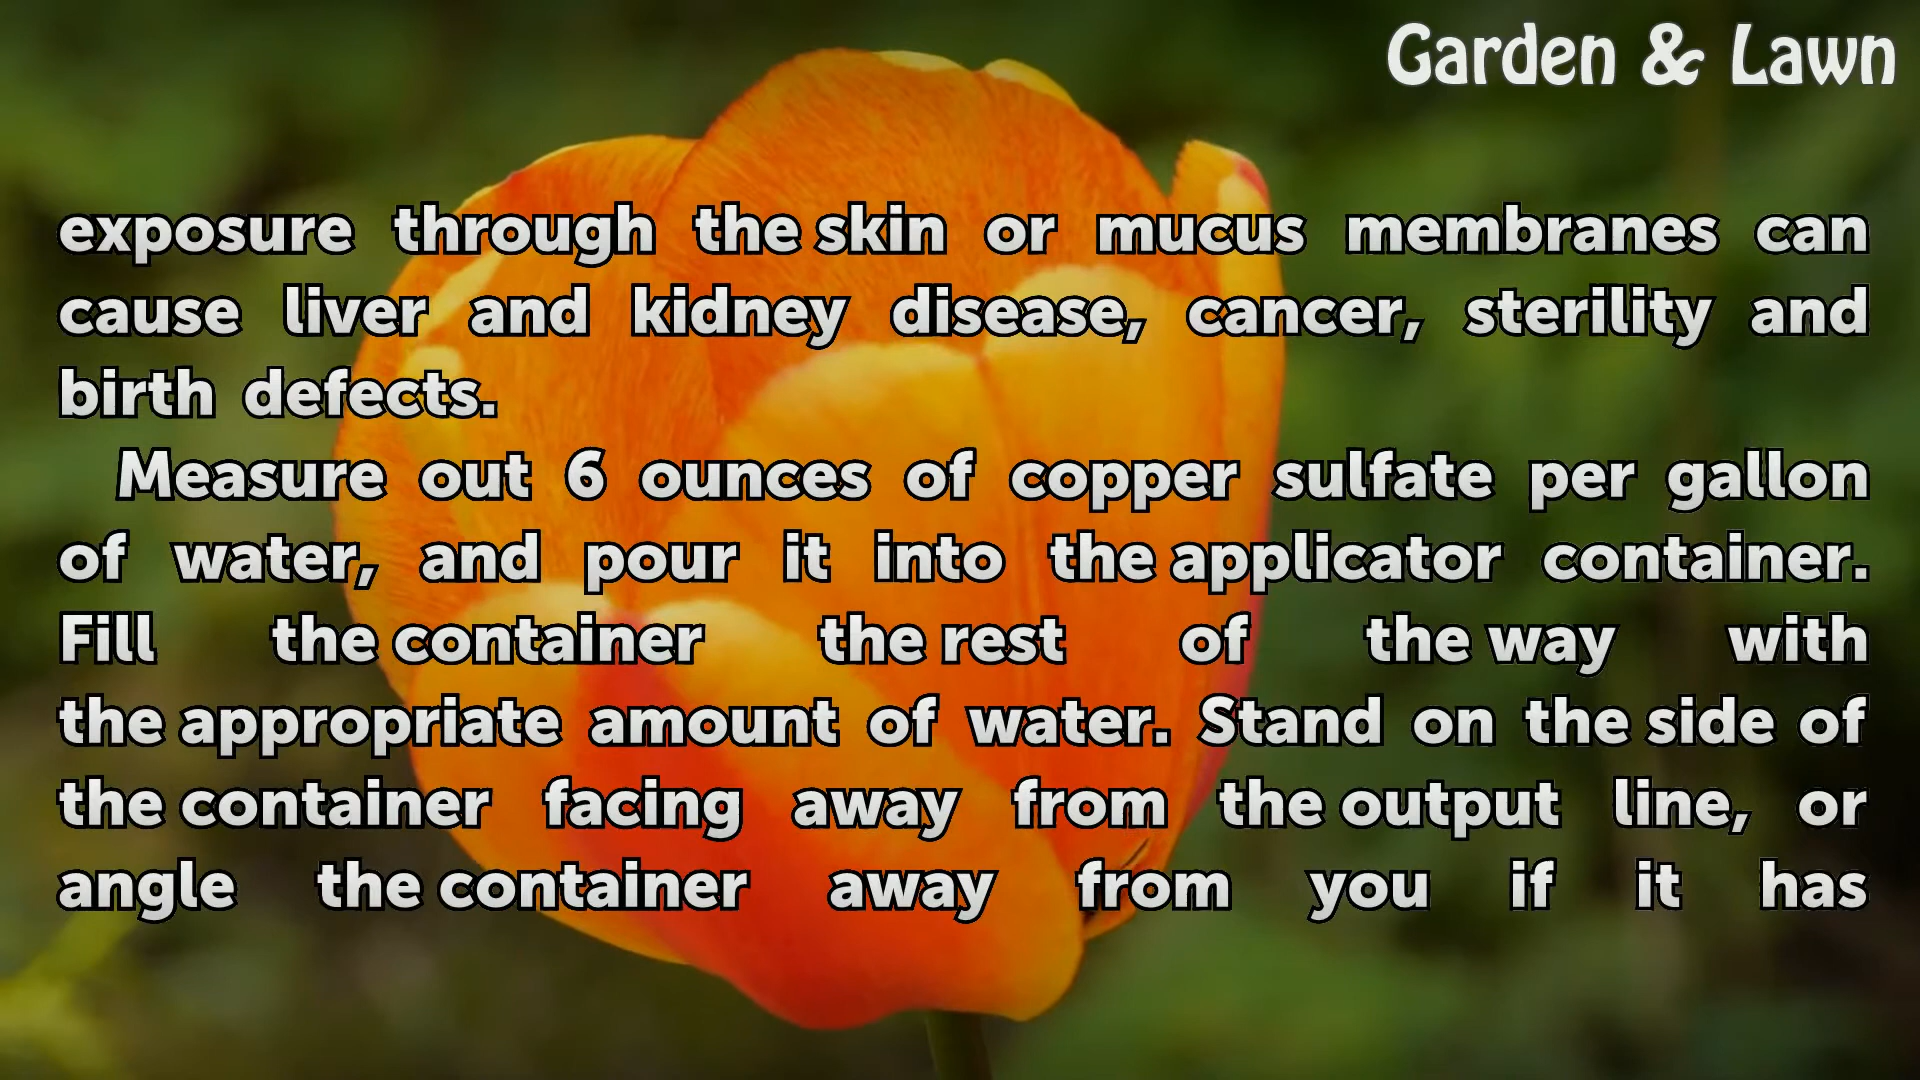 Garden & Lawn
exposure through the skin or mucus membranes can
cause liver and kidney disease, cancer, sterility and
birth defects.
Measure out 6 ounces of copper sulfate per gallon
of water, and pour it into the applicator container.
Fill the container the rest of the way with
the appropriate amount of water. Stand on the side of
the container facing away from the output line, or
angle the container away from you if it has